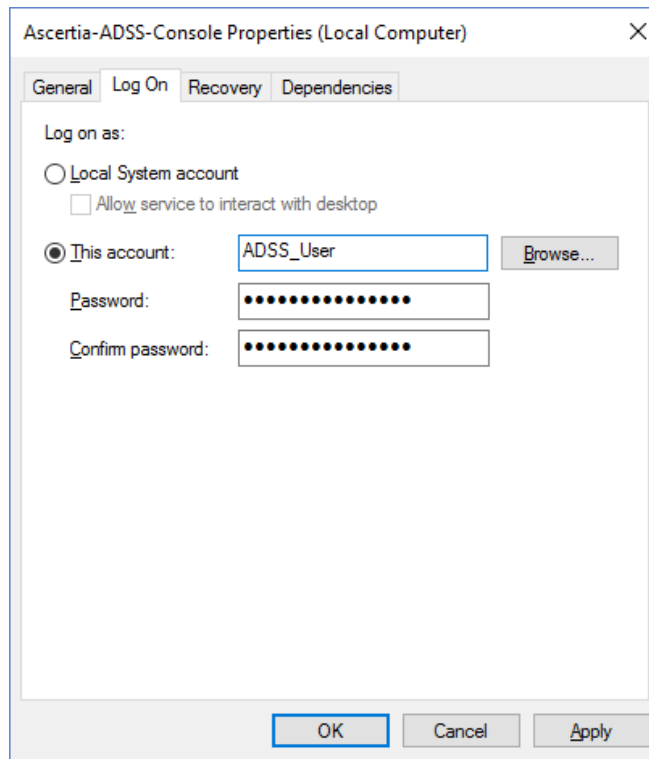 Ascertia-ADSS-Console Properties (Local Computer)
General Log On Recovery Dependencies
Log on as:
Local System account
Allow service to interact with desktop
This account: ADSS_User Browse...
Password: ●●●●●●●●●●●●●●●
Confirm password: ●●●●●●●●●●●●●●●
OK Cancel Apply